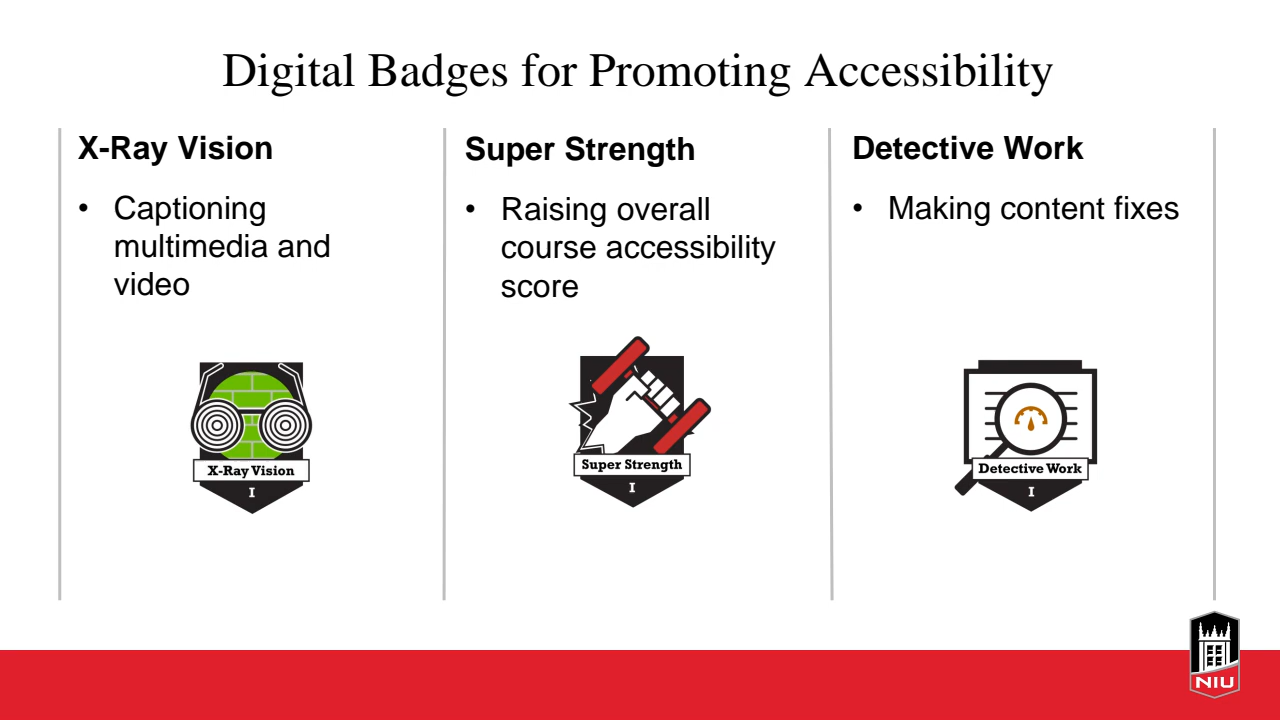 Digital Badges for Promoting Accessibility
X-Ray Vision
• Captioning
multimedia and
video
X-Ray Vision
I
Super Strength
• Raising overall
course accessibility
score
Super Strength
I
Detective Work
• Making content fixes
Detective Work
I
NIU